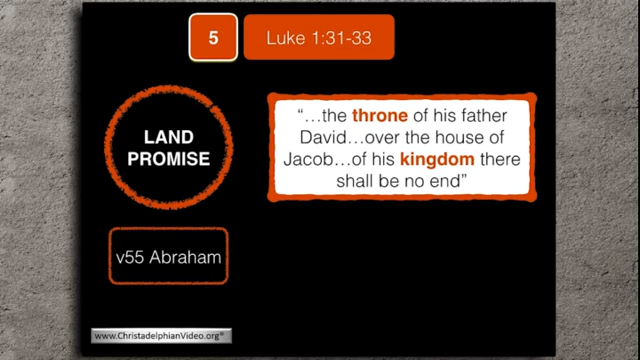 5
Luke 1:31-33
LAND
PROMISE
"…the throne of his father
David…over the house of
Jacob…of his kingdom there
shall be no end"
v55 Abraham
www.ChristadelphianVideo.org®